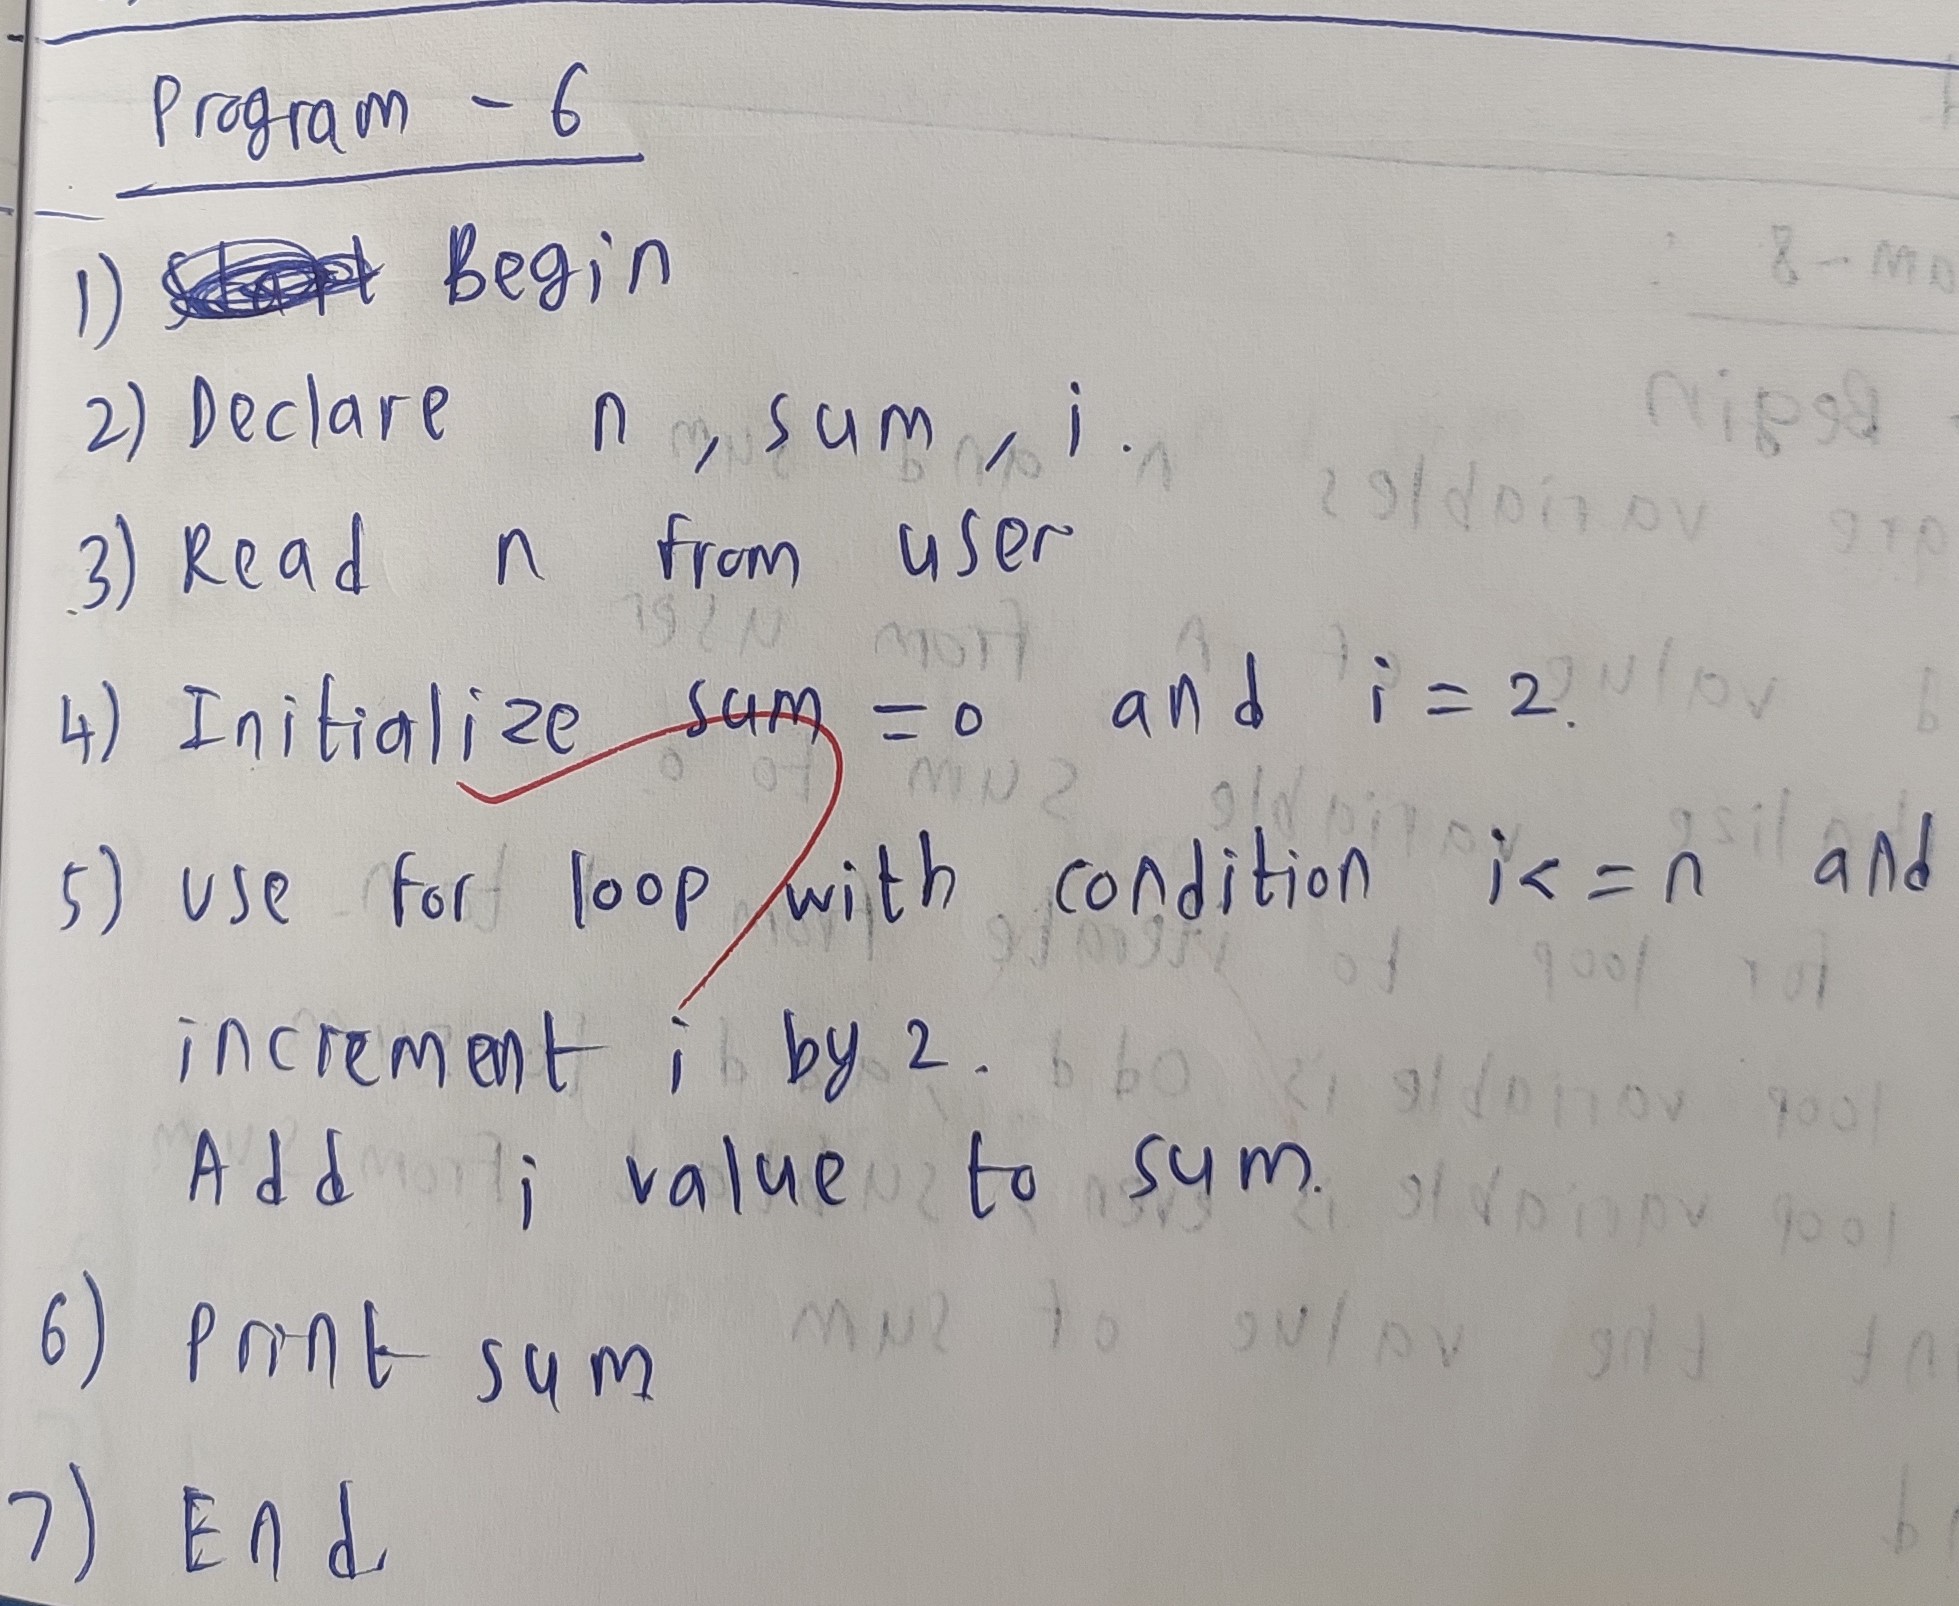 Program - 6
1) Begin
2) Declare n, sum, i.
3) Read n from user
4) Initialize sum = 0 and i = 2.
5) use for loop with condition i< = n and
increment i by 2.
Add i value to sum.
6) Print sum
7) End